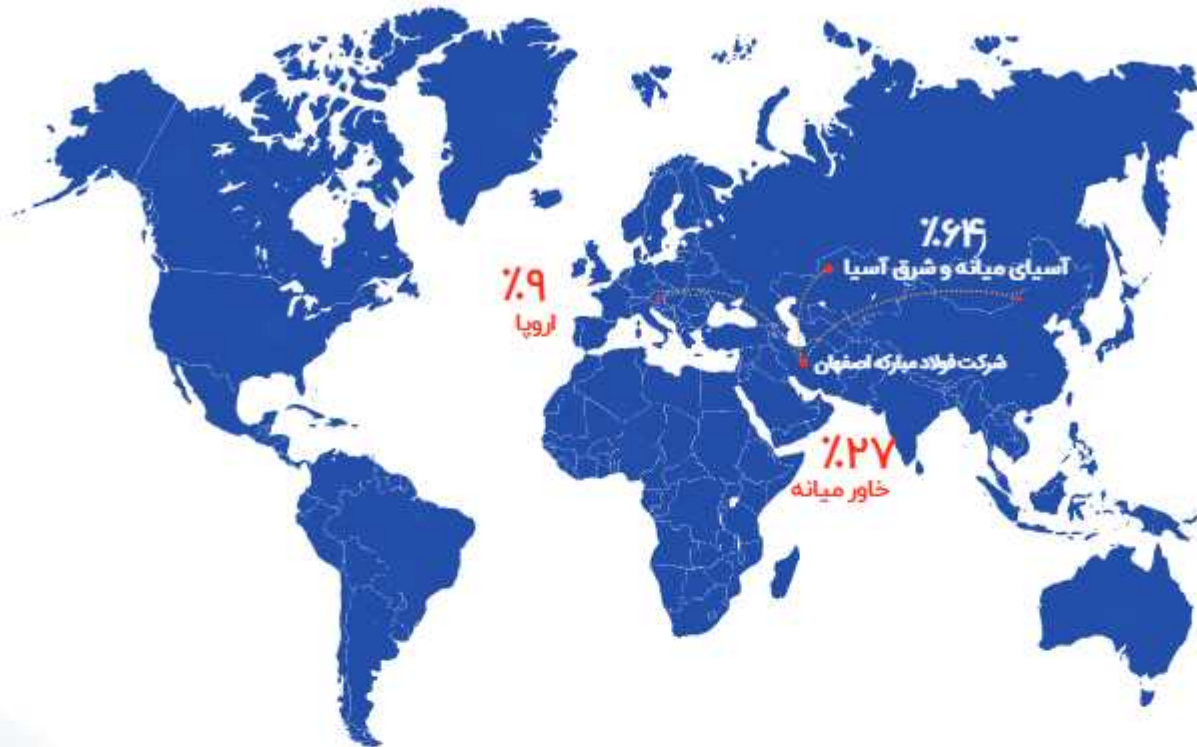 ٪۶۴
آسیای میانه و شرق آسیا
٪۹
اروپا
شرکت فولاد مبارکه اصفهان
٪۲۷
خاور میانه